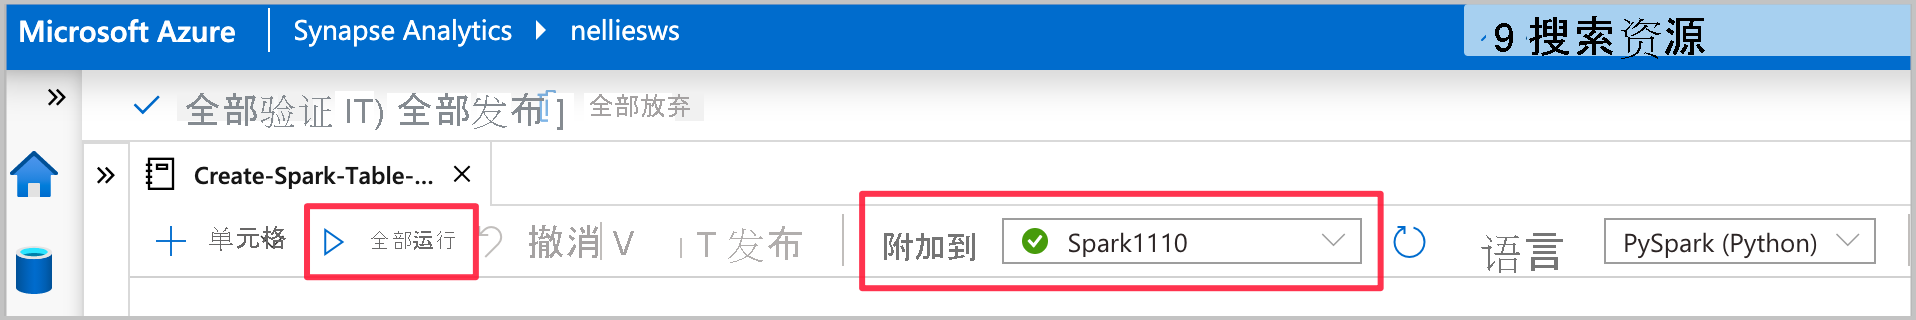 Microsoft Azure Synapse Analytics nelliesws 9 搜索资源
全部验证 IT) 全部发布 ] 全部放弃
Create-Spark-Table-...
单元格 全部运行 撤消 V T 发布 附加到 Spark1110 语言 PySpark (Python)